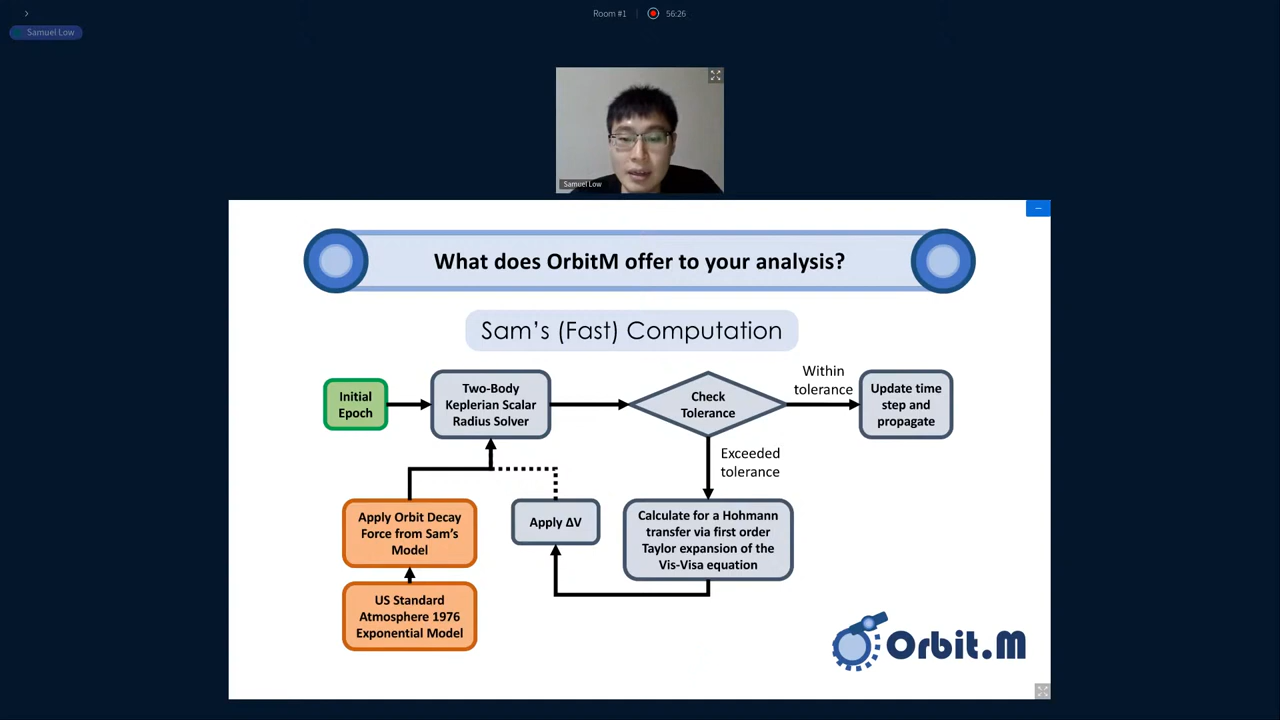 Room #1
56:26
Samuel Low
Samuel Low
What does OrbitM offer to your analysis?
Sam's (Fast) Computation
Initial
Epoch
Two-Body
Keplerian Scalar
Radius Solver
Check
Tolerance
Within
tolerance
Update time
step and
propagate
Exceeded
tolerance
Apply Orbit Decay
Force from Sam's
Model
Apply ΔV
Calculate for a Hohmann
transfer via first order
Taylor expansion of the
Vis-Visa equation
US Standard
Atmosphere 1976
Exponential Model
Orbit.M